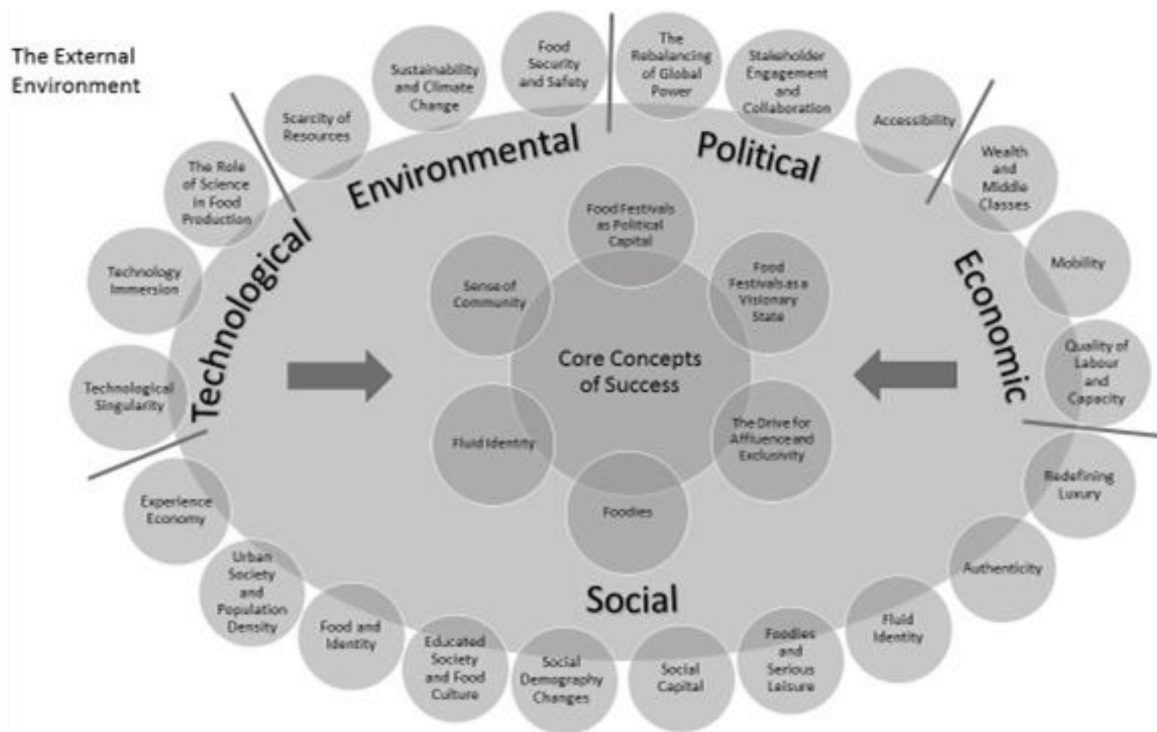 The External
Environment
Scarcity of
Resources
Sustainability
and Climate
Change
Food
Security
and Safety
The
Rebalancing
of Global
Power
Stakeholder
Engagement
and
Collaboration
Accessibility
Wealth
and
Middle
Classes
Mobility
Quality of
Labour
and
Capacity
Redefining
Luxury
Authenticity
Fluid
Identity
Foodies
and
Serious
Leisure
Social
Capital
Social
Demography
Changes
Educated
Society
and Food
Culture
Food and
Identity
Urban
Society
and
Population
Density
Experience
Economy
Technological
Singularity
Technology
Immersion
The Role
of Science
in Food
Production
Technological
Environmental
Political
Economic
Social
Food Festivals
as Political
Capital
Food
Festivals as a
Visionary
State
The Drive for
Affluence and
Exclusivity
Foodies
Fluid Identity
Sense of
Community
Core Concepts
of Success